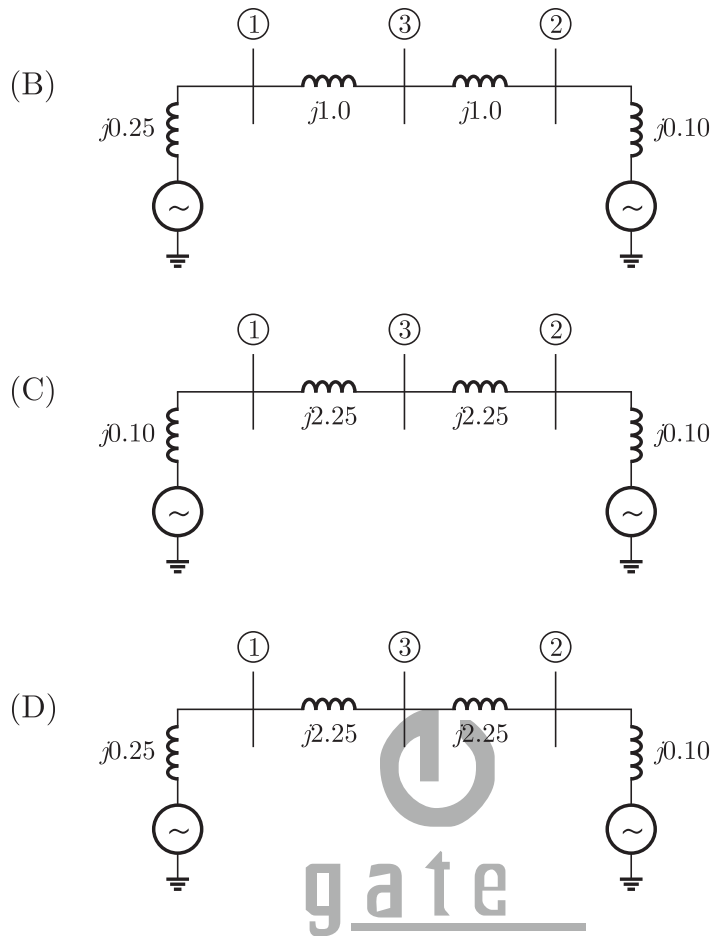 ① ③ ②
(B)
j1.0 j1.0
j0.25 j0.10
∼ ∼
① ③ ②
(C)
j2.25 j2.25
j0.10 j0.10
∼ ∼
① ③ ②
(D)
j2.25 j2.25
j0.25 j0.10
∼ ∼
gate